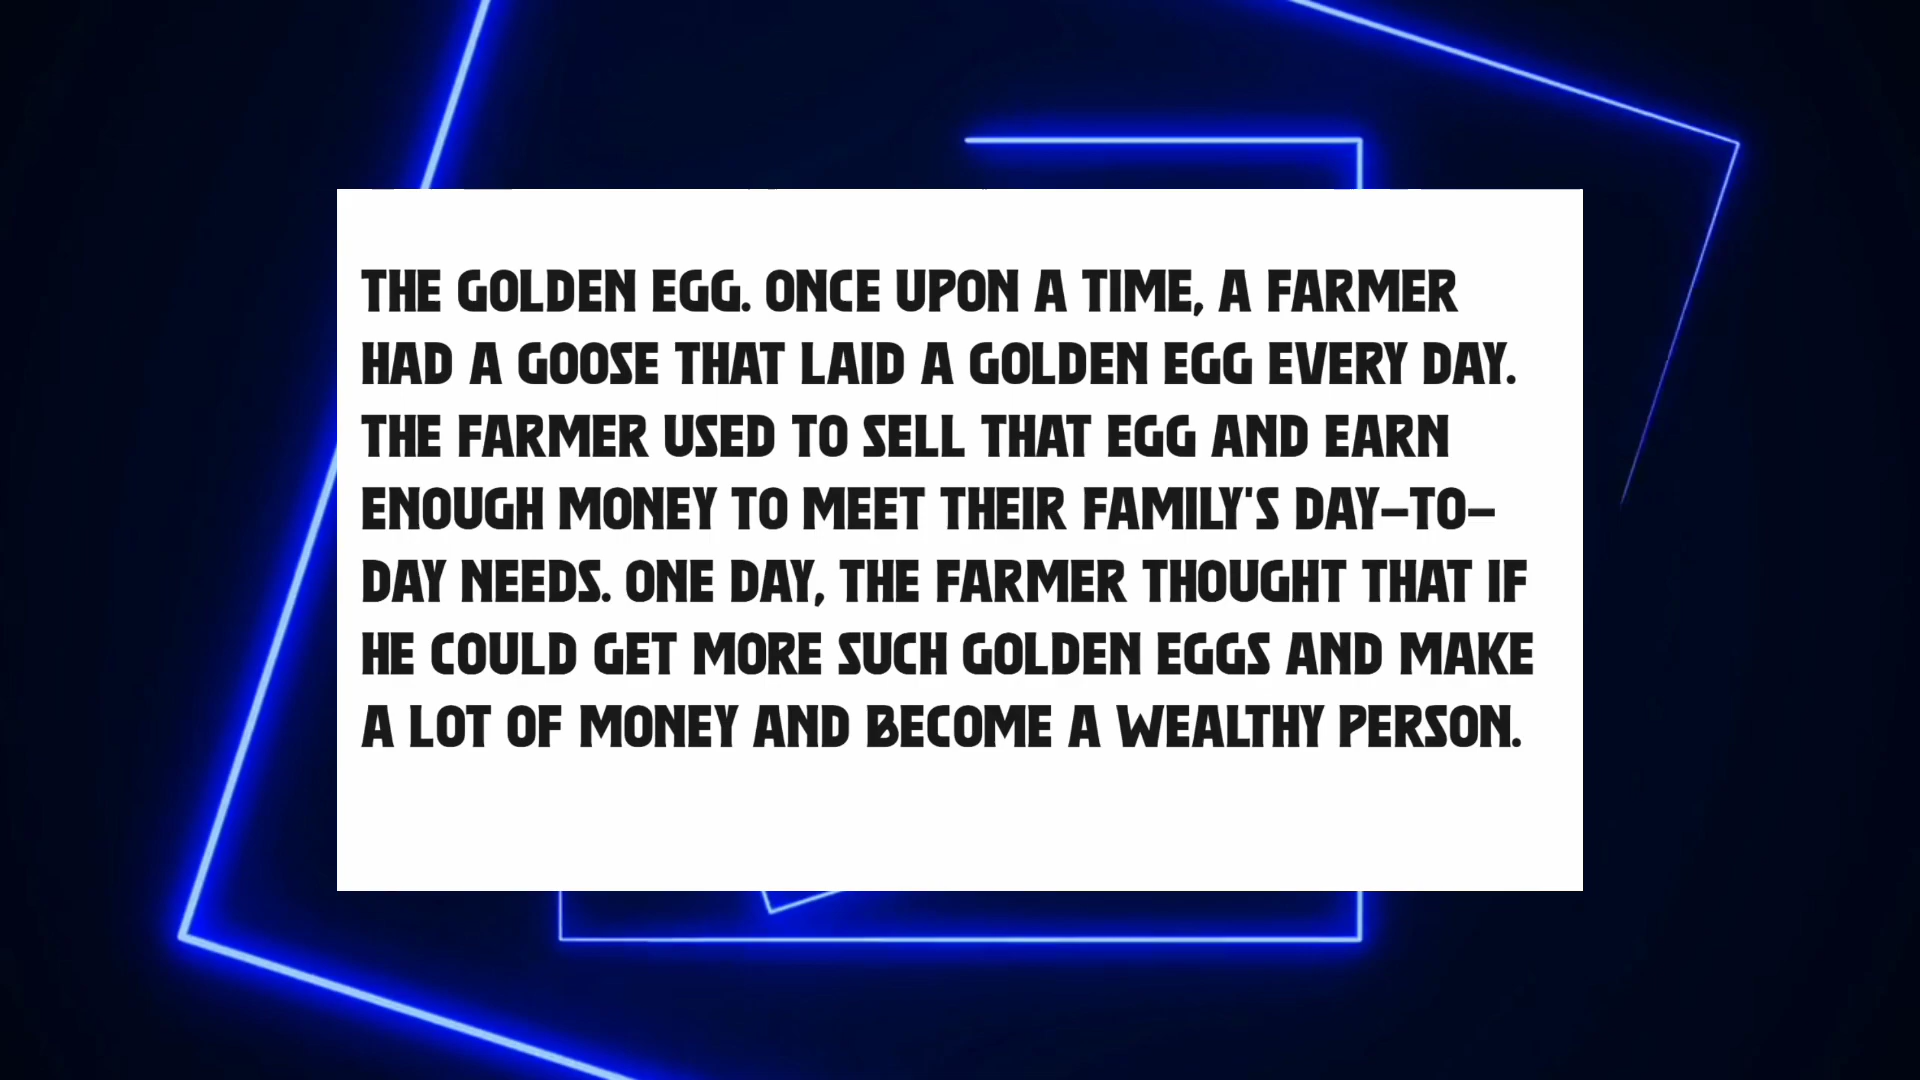 THE GOLDEN EGG. ONCE UPON A TIME, A FARMER
HAD A GOOSE THAT LAID A GOLDEN EGG EVERY DAY.
THE FARMER USED TO SELL THAT EGG AND EARN
ENOUGH MONEY TO MEET THEIR FAMILY'S DAY-TO-
DAY NEEDS. ONE DAY, THE FARMER THOUGHT THAT IF
HE COULD GET MORE SUCH GOLDEN EGGS AND MAKE
A LOT OF MONEY AND BECOME A WEALTHY PERSON.